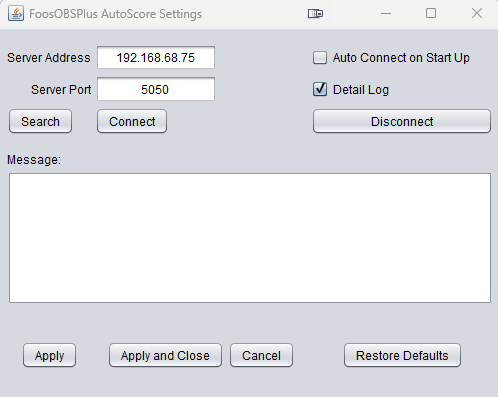 FoosOBSPlus AutoScore Settings
Server Address 192.168.68.75 Auto Connect on Start Up
Server Port 5050 Detail Log
Search Connect Disconnect
Message:
Apply Apply and Close Cancel Restore Defaults